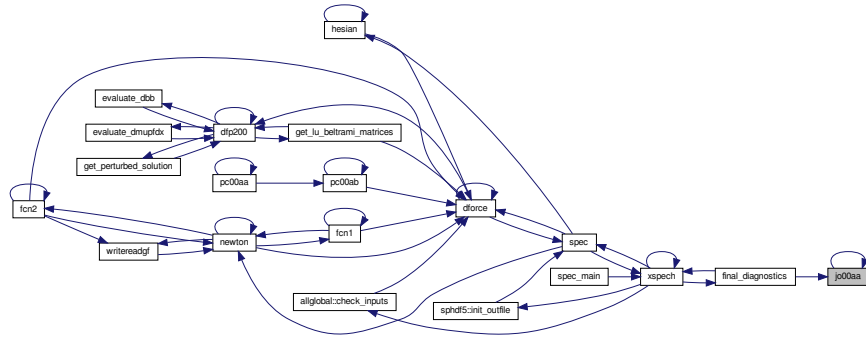 hesian
evaluate_dbb
evaluate_dmupfdx
dfp200
get_lu_beltrami_matrices
get_perturbed_solution
pc00aa
pc00ab
fcn2
dforce
fcn1
newton
writereadgf
spec
spec_main
xspech
final_diagnostics
jo00aa
allglobal::check_inputs
sphdf5::init_outfile